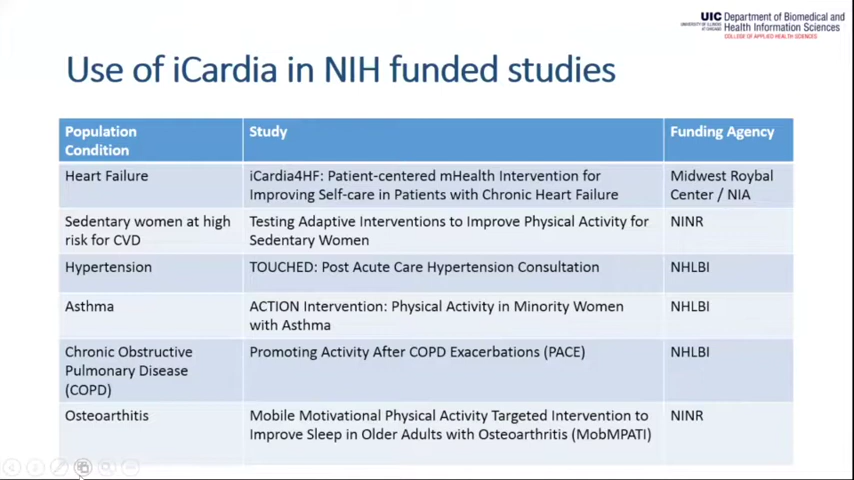 UIC Department of Biomedical and
UNIVERSITY OF ILLINOIS
AT CHICAGO
Health Information Sciences
COLLEGE OF APPLIED HEALTH SCIENCES
Use of iCardia in NIH funded studies
Population
Condition
Study
Funding Agency
Heart Failure
iCardia4HF: Patient-centered mHealth Intervention for
Improving Self-care in Patients with Chronic Heart Failure
Midwest Roybal
Center / NIA
Sedentary women at high
risk for CVD
Testing Adaptive Interventions to Improve Physical Activity for
Sedentary Women
NINR
Hypertension
TOUCHED: Post Acute Care Hypertension Consultation
NHLBI
Asthma
ACTION Intervention: Physical Activity in Minority Women
with Asthma
NHLBI
Chronic Obstructive
Pulmonary Disease
(COPD)
Promoting Activity After COPD Exacerbations (PACE)
NHLBI
Osteoarthritis
Mobile Motivational Physical Activity Targeted Intervention to
Improve Sleep in Older Adults with Osteoarthritis (MobMPATI)
NINR